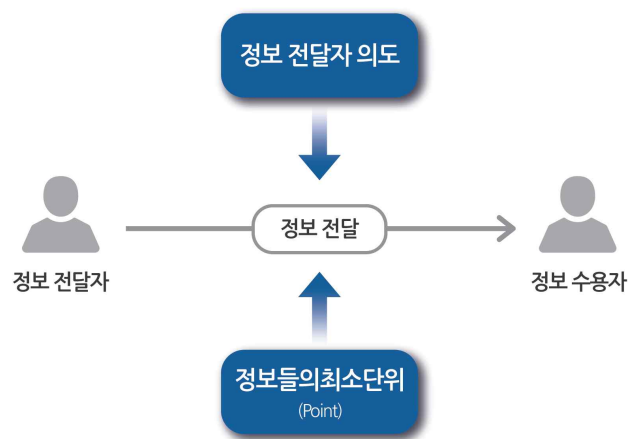 정보 전달자 의도
정보 전달
정보 전달자
정보 수용자
정보들의최소단위
(Point)